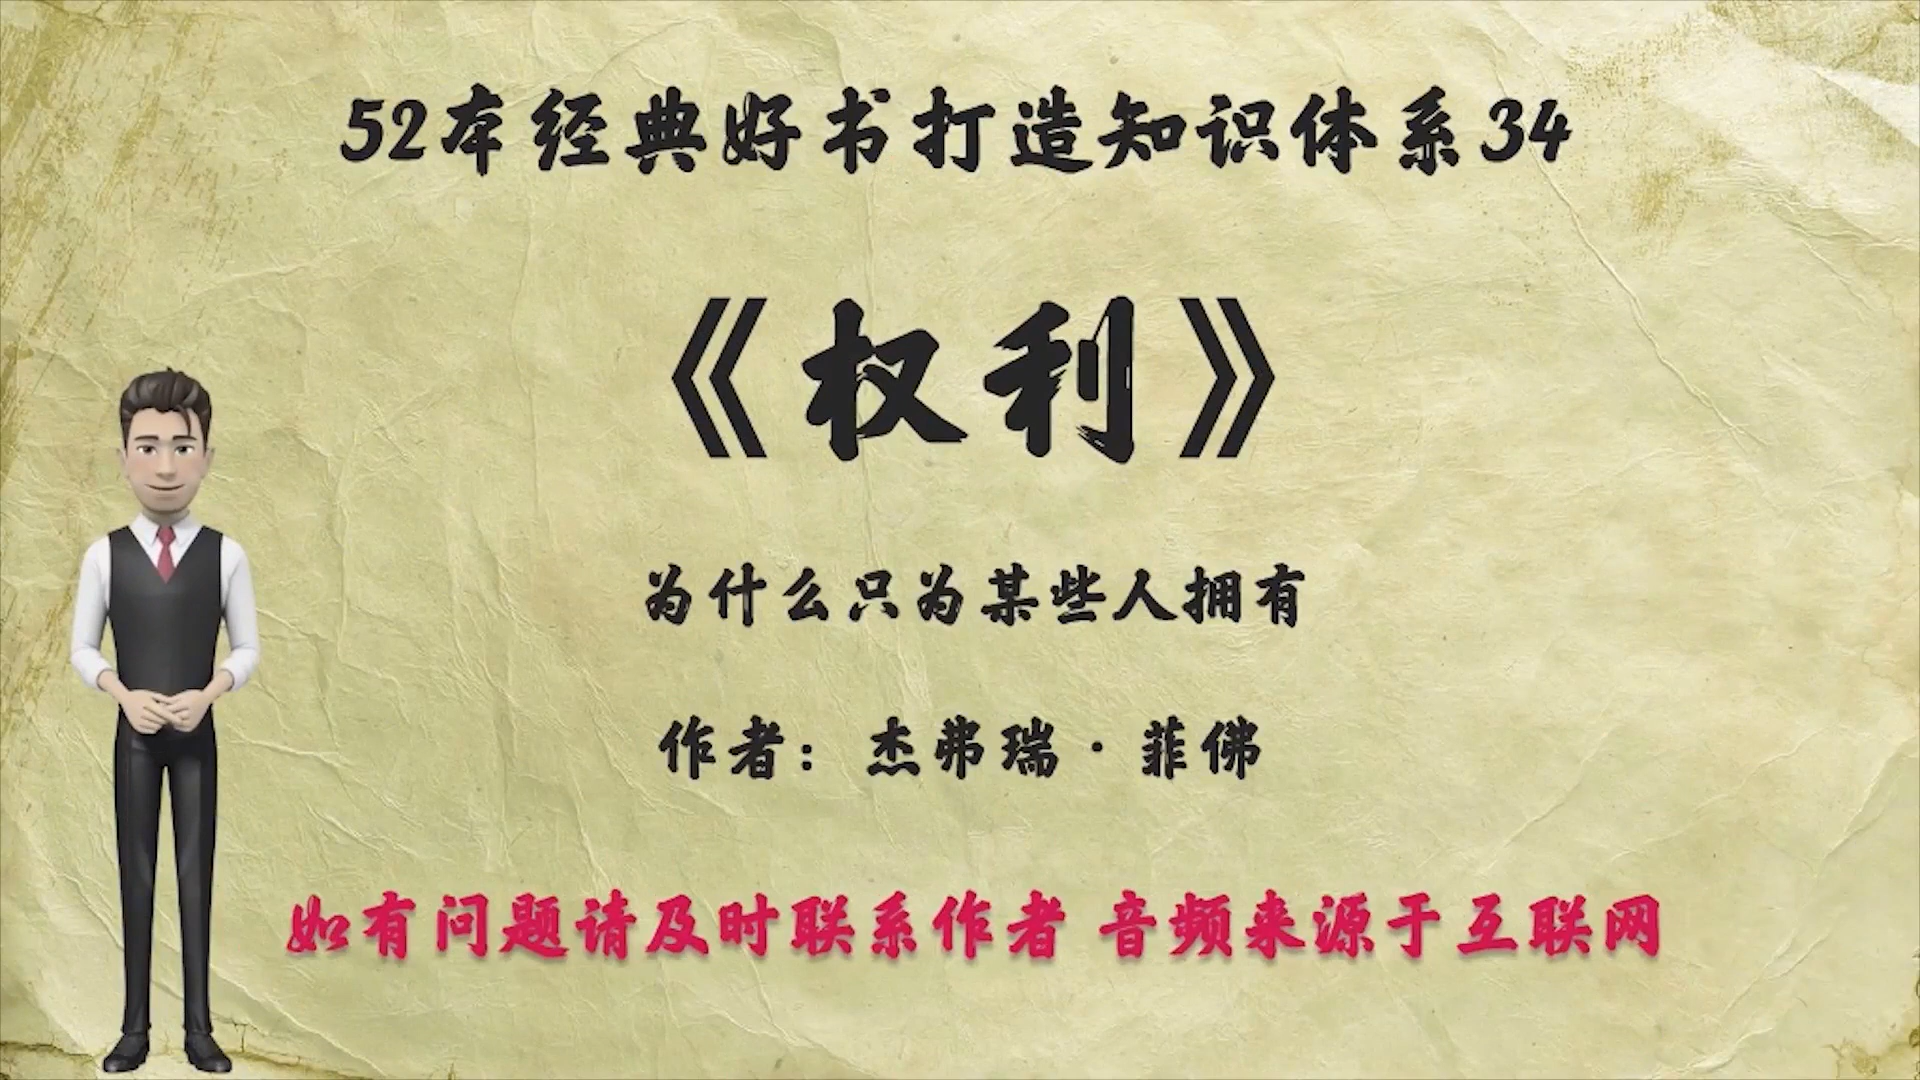 52本经典好书打造知识体系34
《权利》
为什么只为某些人拥有
作者：杰弗瑞·菲佛
如有问题请及时联系作者 音频来源于互联网